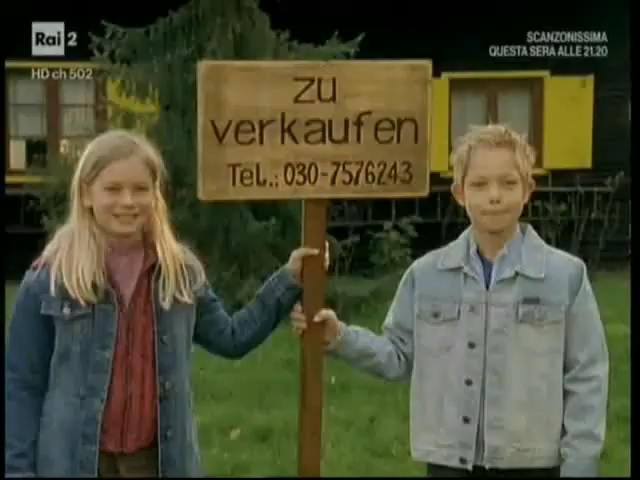 Rai 2
HD ch 502
SCANZONISSIMA
QUESTA SERA ALLE 21.20
zu
verkaufen
Tel.: 030-7576243